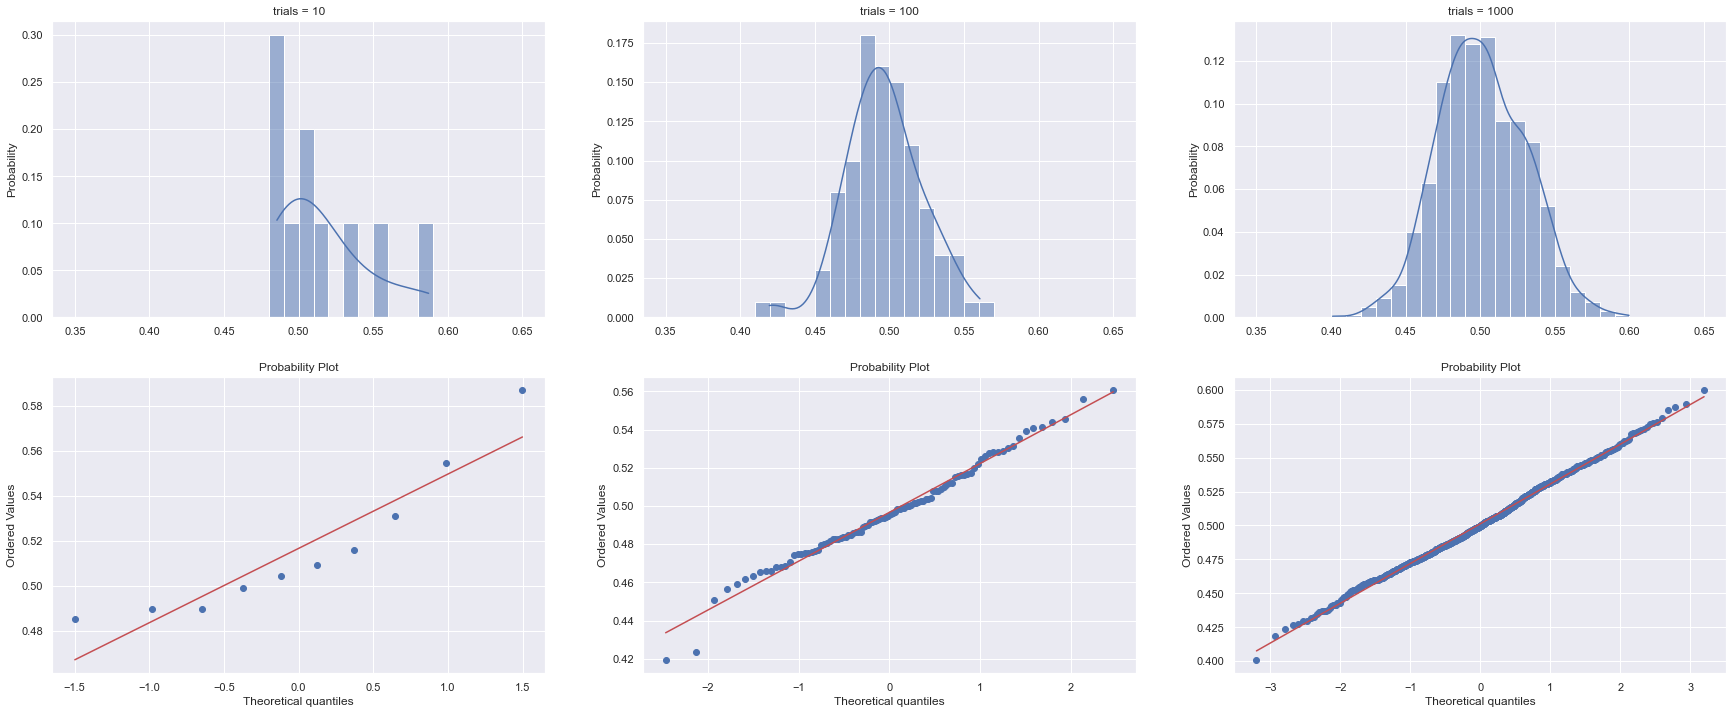 trials = 10
Probability
0.30
0.25
0.20
0.15
0.10
0.05
0.00
0.35 0.40 0.45 0.50 0.55 0.60 0.65
trials = 100
Probability
0.175
0.150
0.125
0.100
0.075
0.050
0.025
0.000
0.35 0.40 0.45 0.50 0.55 0.60 0.65
trials = 1000
Probability
0.12
0.10
0.08
0.06
0.04
0.02
0.00
0.35 0.40 0.45 0.50 0.55 0.60 0.65
Probability Plot
Ordered Values
0.58
0.56
0.54
0.52
0.50
0.48
−1.5 −1.0 −0.5 0.0 0.5 1.0 1.5
Theoretical quantiles
Probability Plot
Ordered Values
0.56
0.54
0.52
0.50
0.48
0.46
0.44
0.42
−2 −1 0 1 2
Theoretical quantiles
Probability Plot
Ordered Values
0.600
0.575
0.550
0.525
0.500
0.475
0.450
0.425
0.400
−3 −2 −1 0 1 2 3
Theoretical quantiles